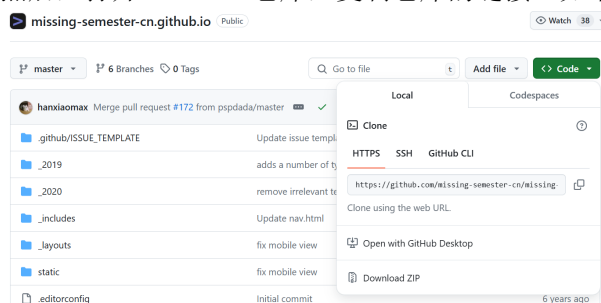 missing-semester-cn.github.io Public
Watch 38
master 6 Branches 0 Tags
Go to file t
Add file
Code
hanxiaomax Merge pull request #172 from pspdada/master
Local Codespaces
Clone
.github/ISSUE_TEMPLATE Update issue templ
HTTPS SSH GitHub CLI
_2019 adds a number of ty
https://github.com/missing-semester-cn/missing-
_2020 remove irrelevant te
Clone using the web URL.
_includes Update nav.html
Open with GitHub Desktop
_layouts fix mobile view
static fix mobile view
Download ZIP
.editorconfig Initial commit 6 years ago